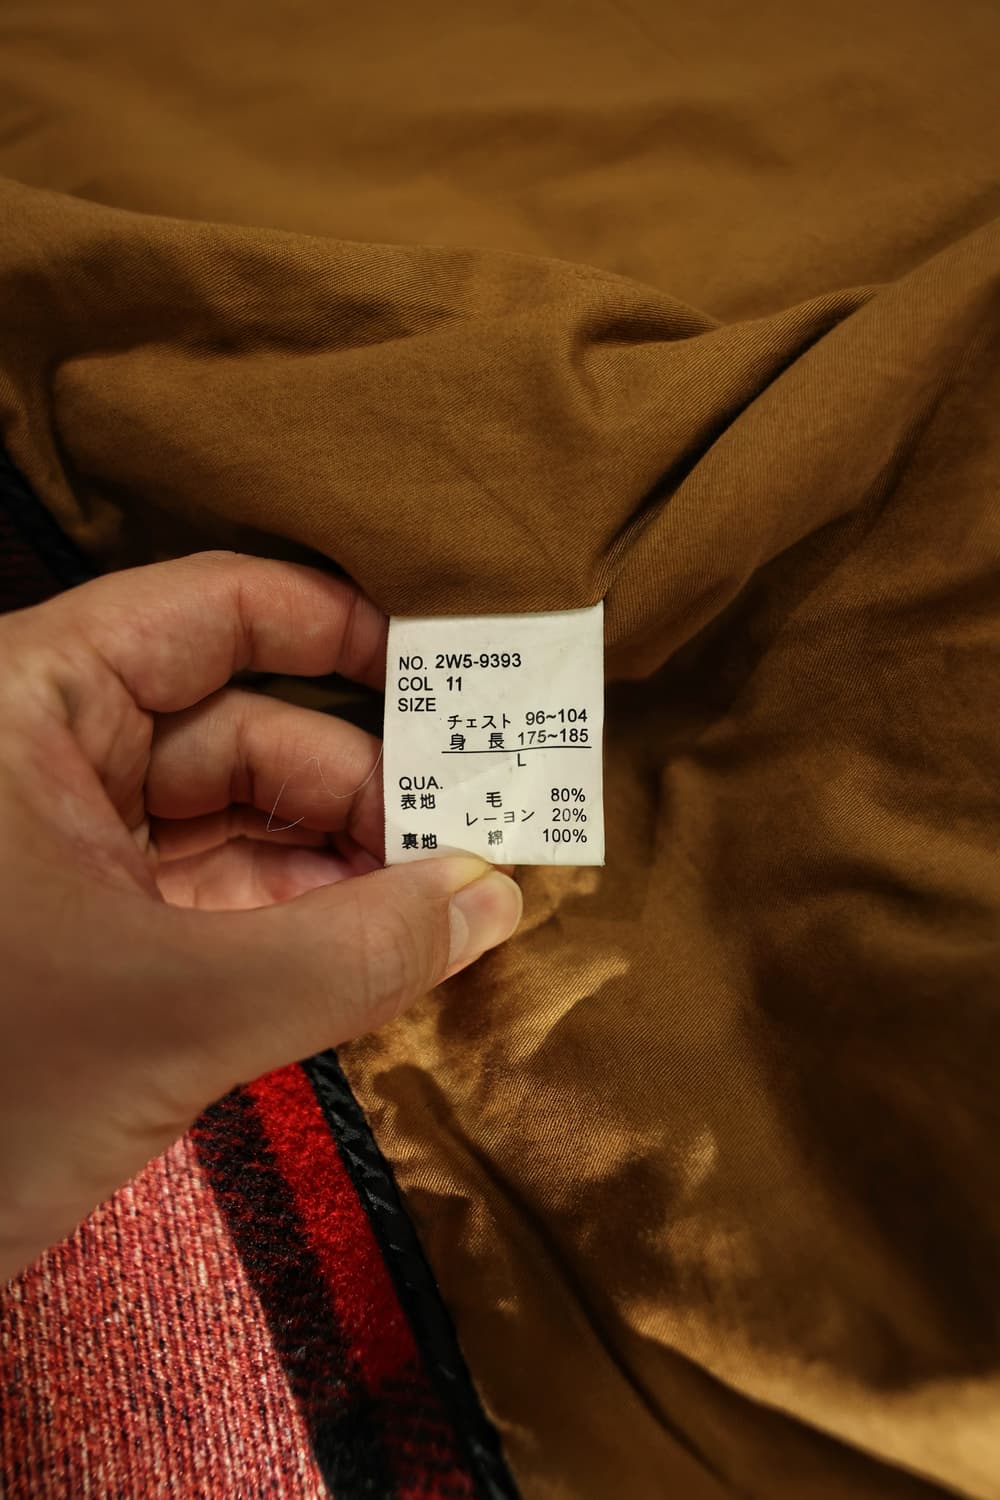 NO. 2W5-9393
COL 11
SIZE
チェスト 96~104
身長 175~185
L
QUA.
表地 毛 80%
レーヨン 20%
裏地 綿 100%